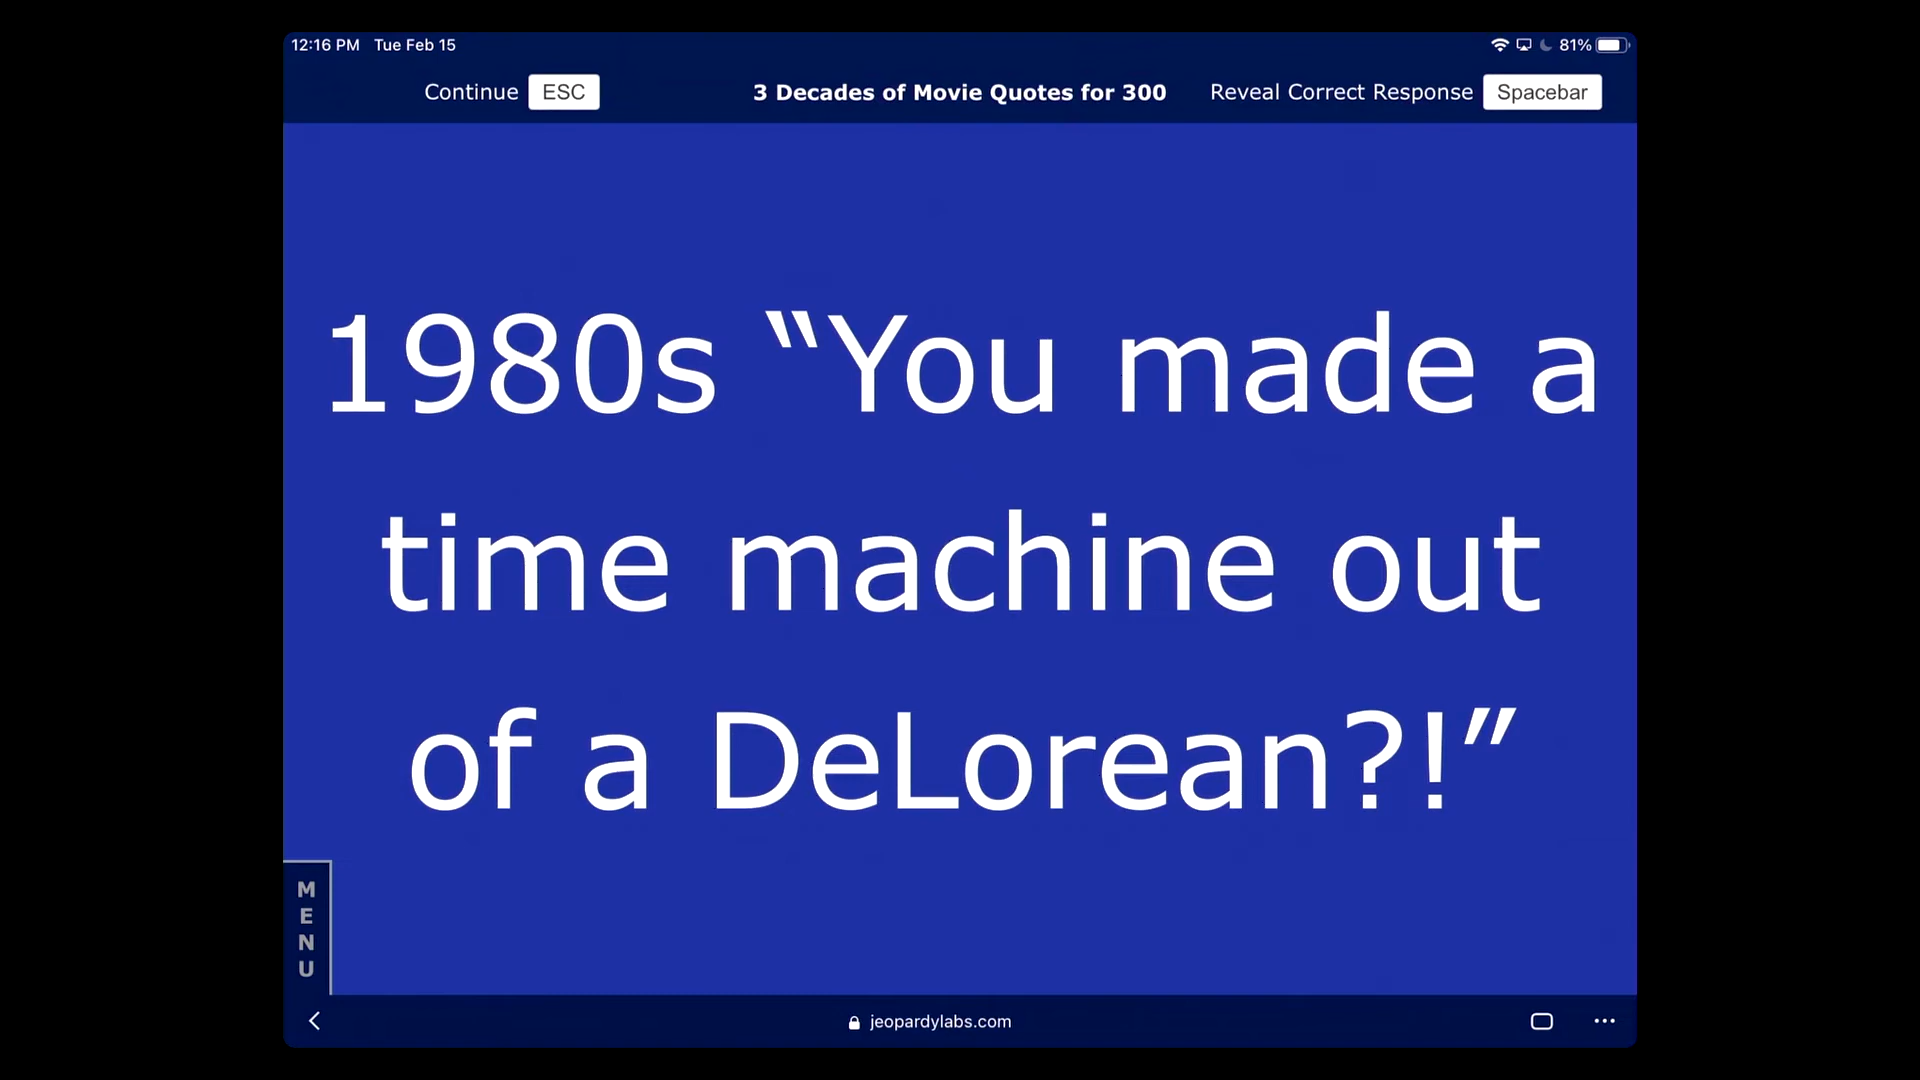 12:16 PM Tue Feb 15 81%
Continue ESC 3 Decades of Movie Quotes for 300 Reveal Correct Response Spacebar
1980s “You made a
time machine out
of a DeLorean?!”
MENU
jeopardylabs.com